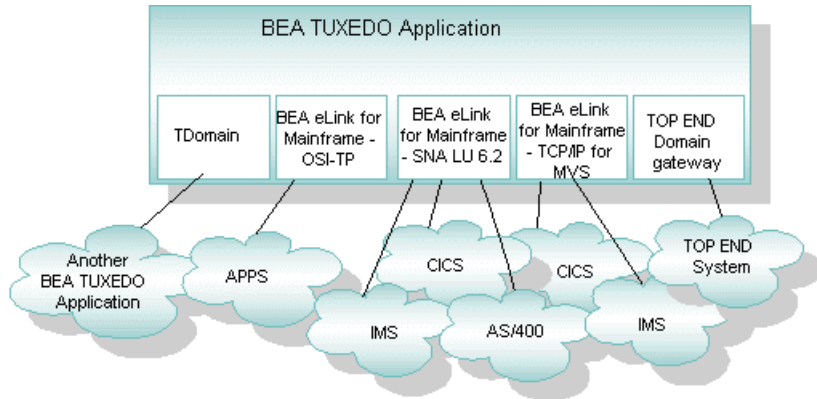 BEA TUXEDO Application
TDomain
BEA eLink for
Mainframe -
OSI-TP
BEA eLink
for Mainframe
- SNA LU 6.2
BEA eLink
for Mainframe
- TCP/IP for
MVS
TOP END
Domain
gateway
Another
BEA TUXEDO
Application
APPS
CICS
CICS
TOP END
System
IMS
AS/400
IMS